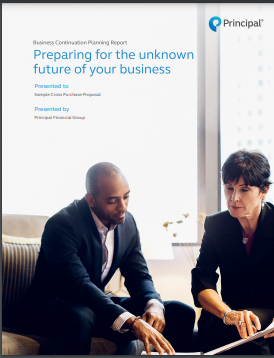 Principal®
Business Continuation Planning Report
Preparing for the unknown
future of your business
Presented to
Sample Cross Purchase Proposal
Presented by
Principal Financial Group